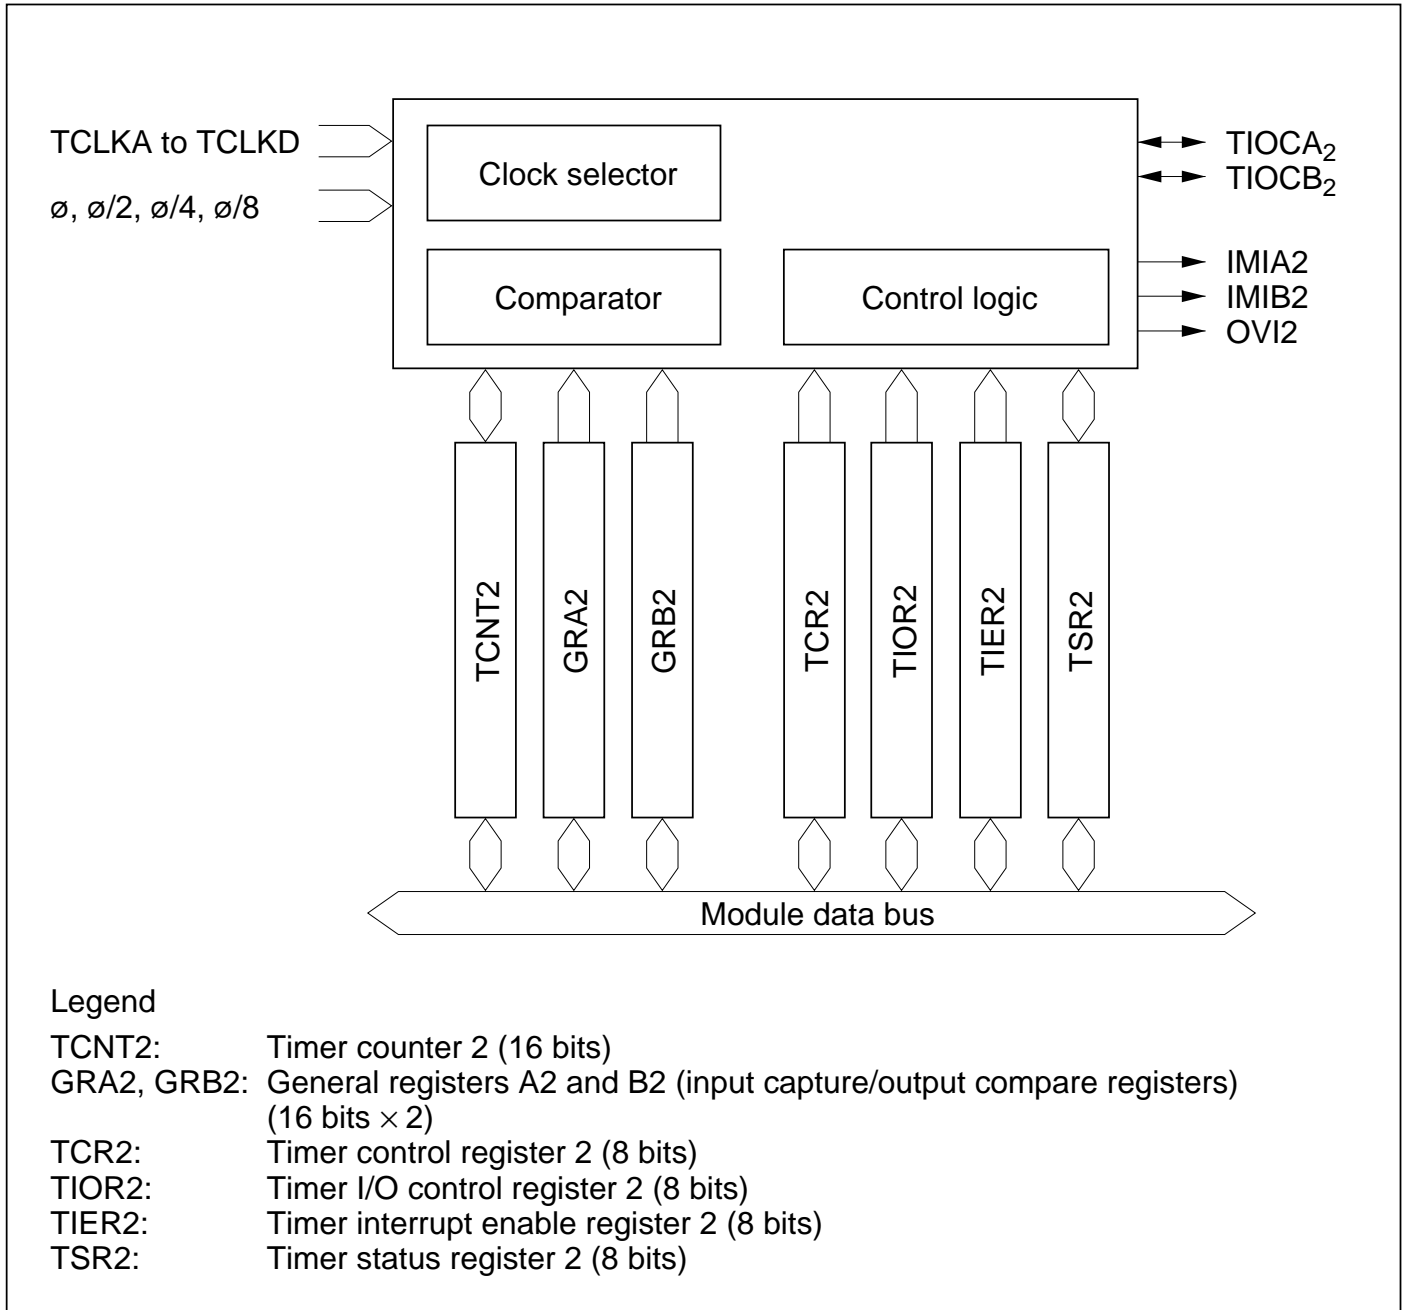 TCLKA to TCLKD
ø, ø/2, ø/4, ø/8
Clock selector
Comparator
Control logic
TIOCA2
TIOCB2
IMIA2
IMIB2
OVI2
TCNT2
GRA2
GRB2
TCR2
TIOR2
TIER2
TSR2
Module data bus
Legend
TCNT2: Timer counter 2 (16 bits)
GRA2, GRB2: General registers A2 and B2 (input capture/output compare registers)
(16 bits × 2)
TCR2: Timer control register 2 (8 bits)
TIOR2: Timer I/O control register 2 (8 bits)
TIER2: Timer interrupt enable register 2 (8 bits)
TSR2: Timer status register 2 (8 bits)